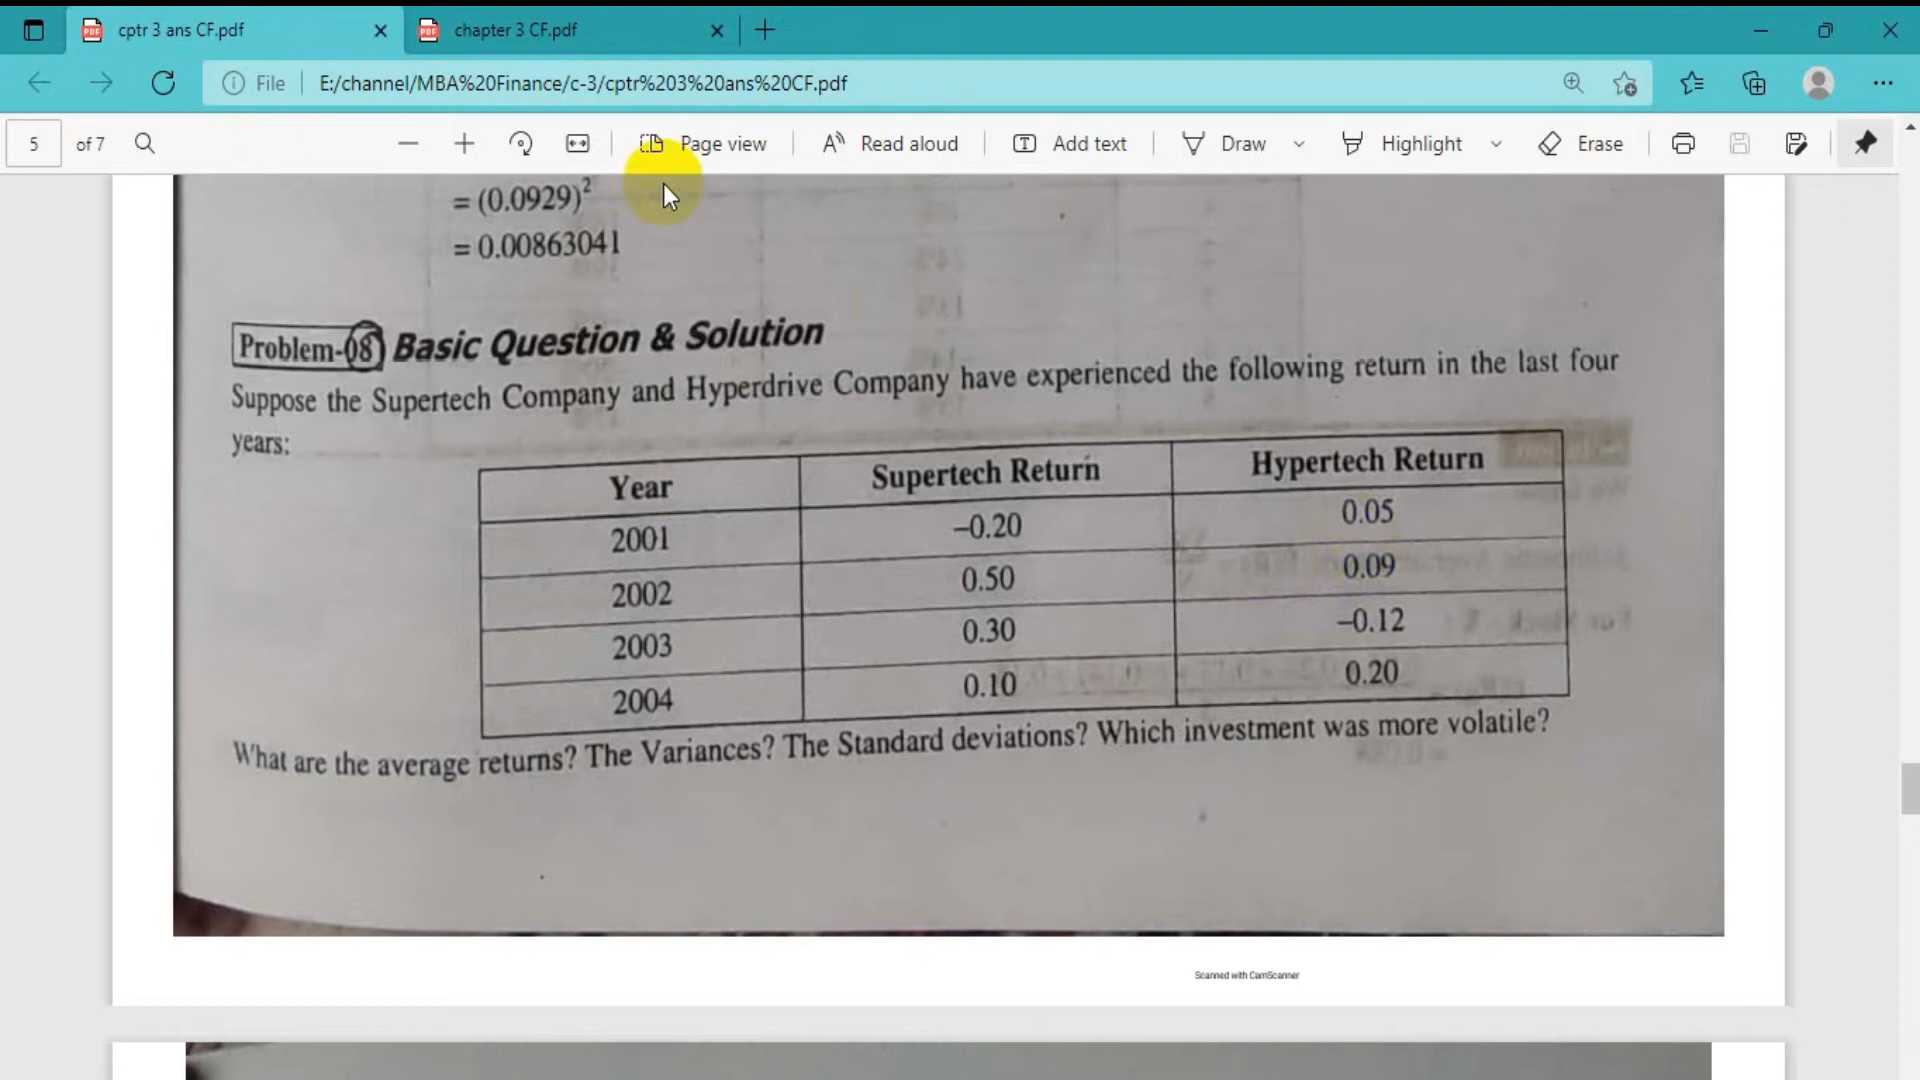 cptr 3 ans CF.pdf
chapter 3 CF.pdf
File
E:/channel/MBA%20Finance/c-3/cptr%203%20ans%20CF.pdf
5 of 7
Page view
Read aloud
Add text
Draw
Highlight
Erase
= (0.0929)²
= 0.00863041
Problem-08 Basic Question & Solution
Suppose the Supertech Company and Hyperdrive Company have experienced the following return in the last four
years:
Year Supertech Return Hypertech Return
2001 –0.20 0.05
2002 0.50 0.09
2003 0.30 –0.12
2004 0.10 0.20
What are the average returns? The Variances? The Standard deviations? Which investment was more volatile?
Scanned with CamScanner